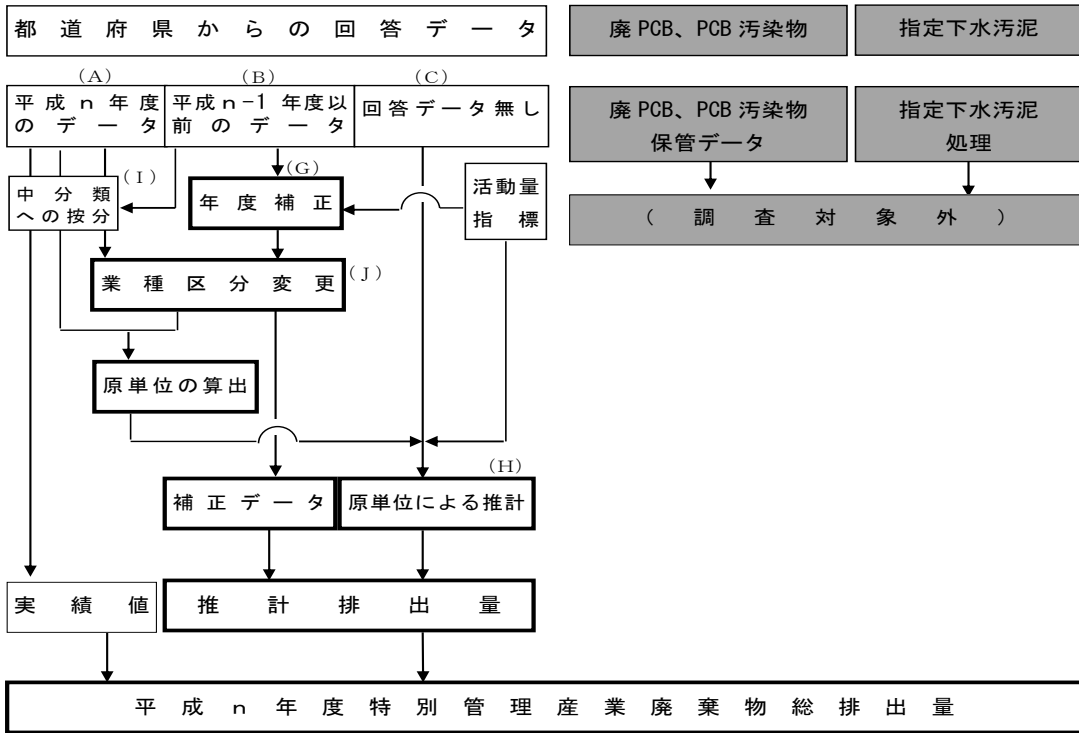 都道府県からの回答データ
廃PCB、PCB汚染物
指定下水汚泥
(A)
(B)
(C)
平成n年度
のデータ
平成n-1年度以
前のデータ
回答データ無し
廃PCB、PCB汚染物
保管データ
指定下水汚泥
処理
(I)
中分類
への按分
(G)
年度補正
活動量
指標
(調査対象外)
業種区分変更
(J)
原単位の算出
(H)
補正データ
原単位による推計
実績値
推計排出量
平成n年度特別管理産業廃棄物総排出量